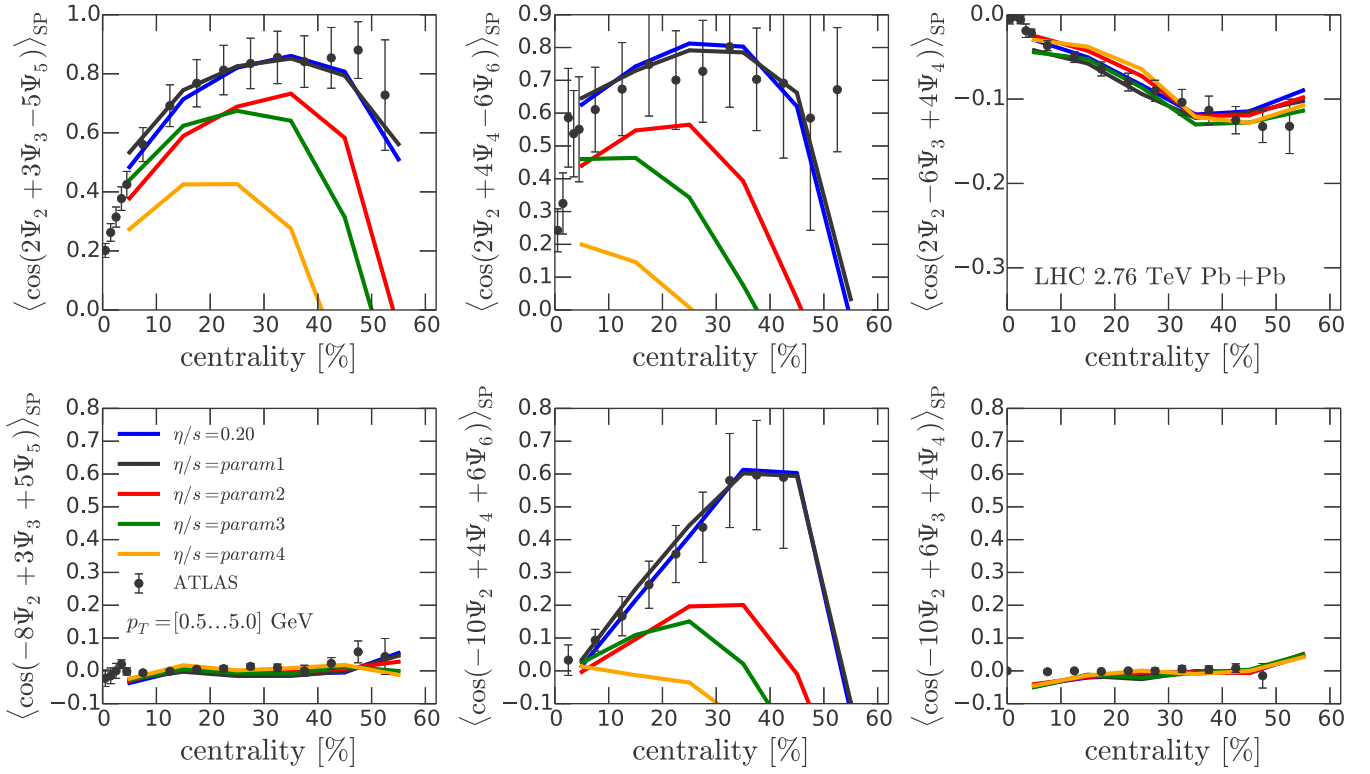 ⟨cos(2Ψ₂ +3Ψ₃ −5Ψ₅)⟩SP
1.0
0.8
0.6
0.4
0.2
0.0
0 10 20 30 40 50 60
centrality [%]
⟨cos(2Ψ₂ +4Ψ₄ −6Ψ₆)⟩SP
0.9
0.8
0.7
0.6
0.5
0.4
0.3
0.2
0.1
0.0
0 10 20 30 40 50 60
centrality [%]
⟨cos(2Ψ₂ −6Ψ₃ +4Ψ₄)⟩SP
0.0
−0.1
−0.2
−0.3
LHC 2.76 TeV Pb+Pb
0 10 20 30 40 50 60
centrality [%]
⟨cos(−8Ψ₂ +3Ψ₃ +5Ψ₅)⟩SP
0.8
0.7
0.6
0.5
0.4
0.3
0.2
0.1
0.0
−0.1
η/s=0.20
η/s=param1
η/s=param2
η/s=param3
η/s=param4
ATLAS
pT =[0.5...5.0] GeV
0 10 20 30 40 50 60
centrality [%]
⟨cos(−10Ψ₂ +4Ψ₄ +6Ψ₆)⟩SP
0.8
0.7
0.6
0.5
0.4
0.3
0.2
0.1
0.0
−0.1
0 10 20 30 40 50 60
centrality [%]
⟨cos(−10Ψ₂ +6Ψ₃ +4Ψ₄)⟩SP
0.8
0.7
0.6
0.5
0.4
0.3
0.2
0.1
0.0
−0.1
0 10 20 30 40 50 60
centrality [%]